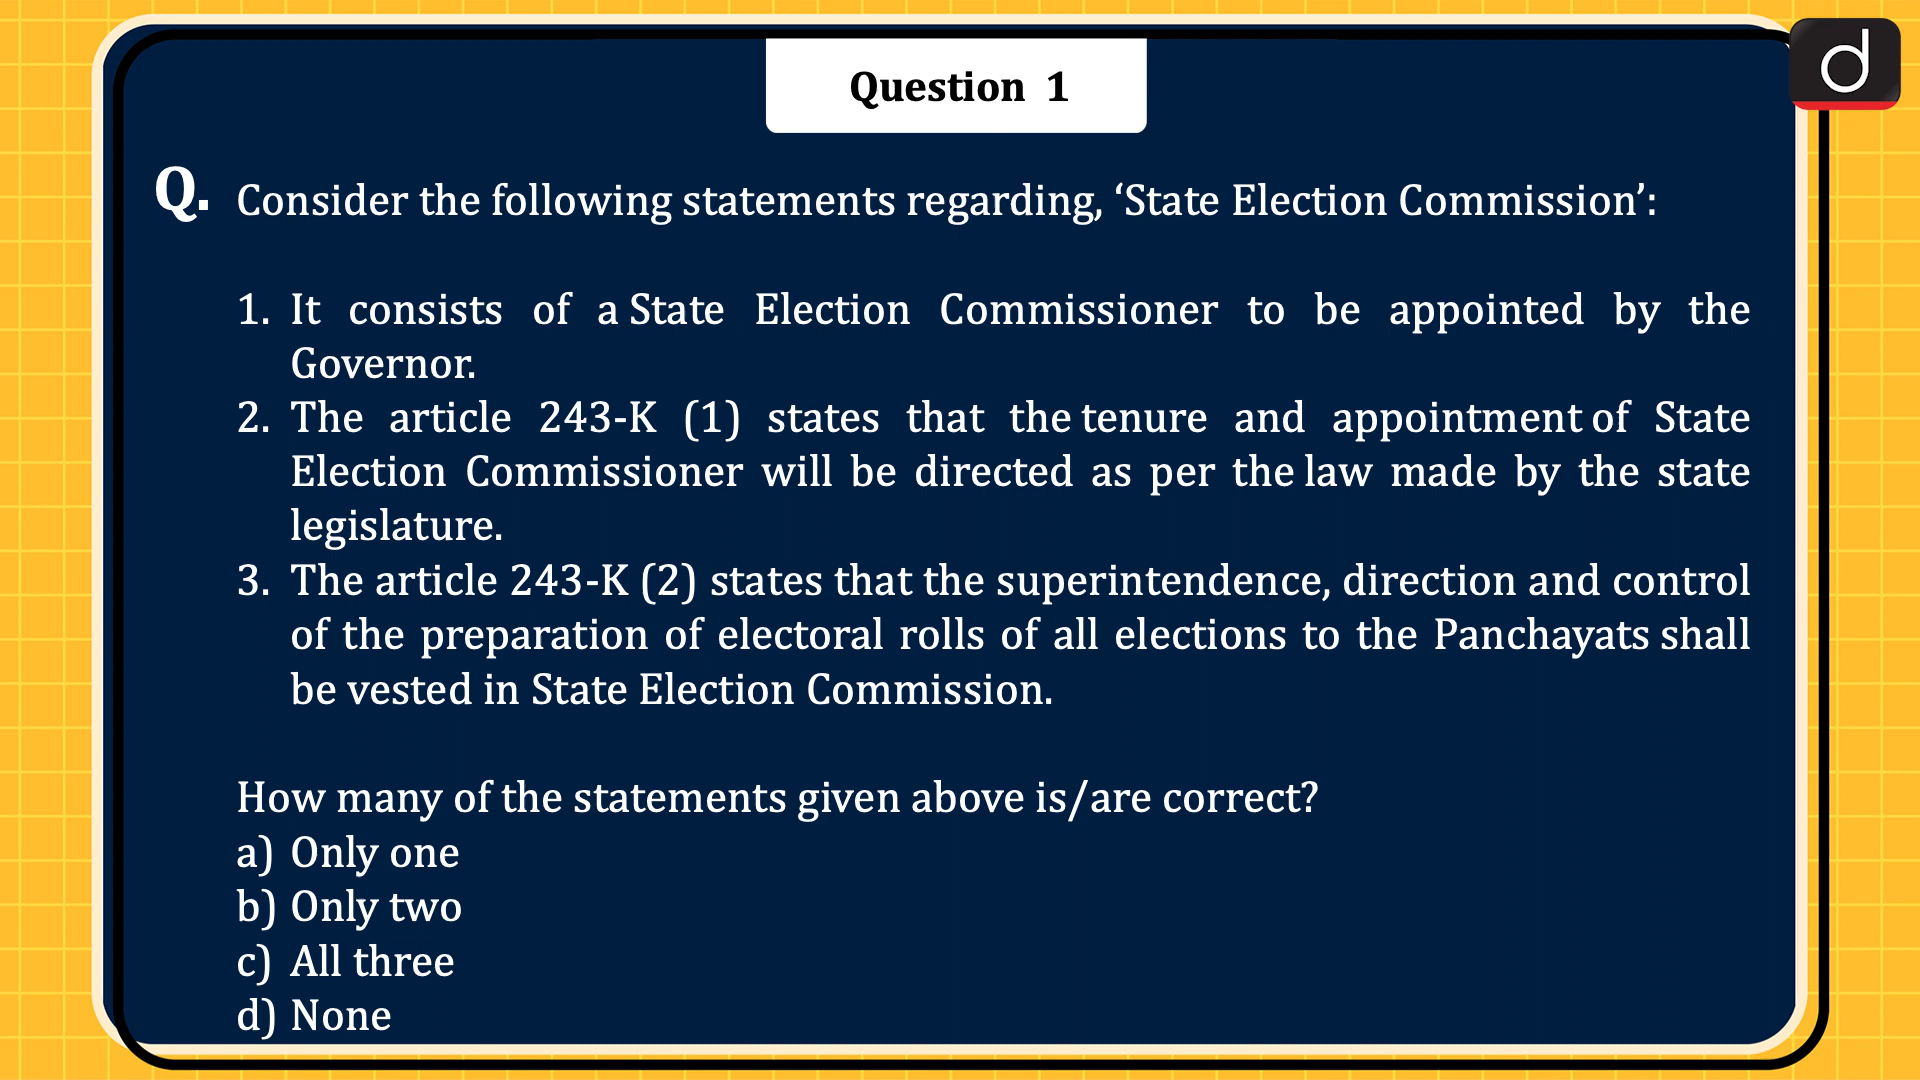 Question 1
Q. Consider the following statements regarding, ‘State Election Commission’:
1. It consists of a State Election Commissioner to be appointed by the
Governor.
2. The article 243-K (1) states that the tenure and appointment of State
Election Commissioner will be directed as per the law made by the state
legislature.
3. The article 243-K (2) states that the superintendence, direction and control
of the preparation of electoral rolls of all elections to the Panchayats shall
be vested in State Election Commission.
How many of the statements given above is/are correct?
a) Only one
b) Only two
c) All three
d) None
d